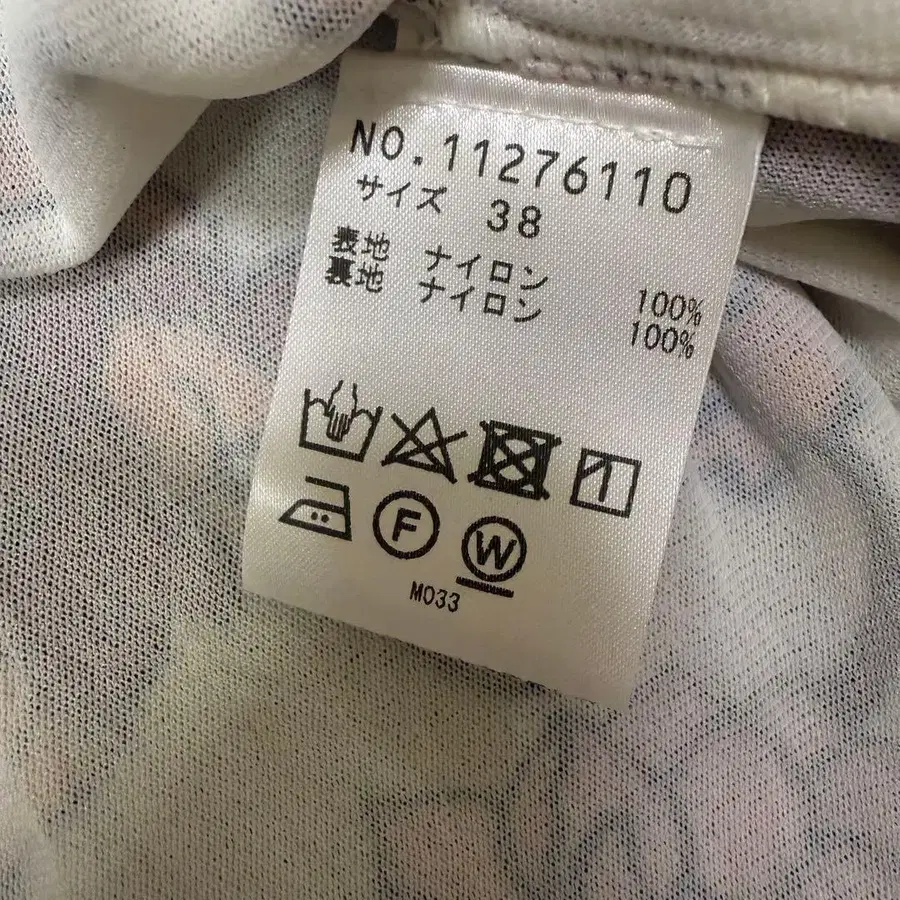 NO.11276110
サイズ 38
表地 ナイロン 100%
裏地 ナイロン 100%
F W
M033